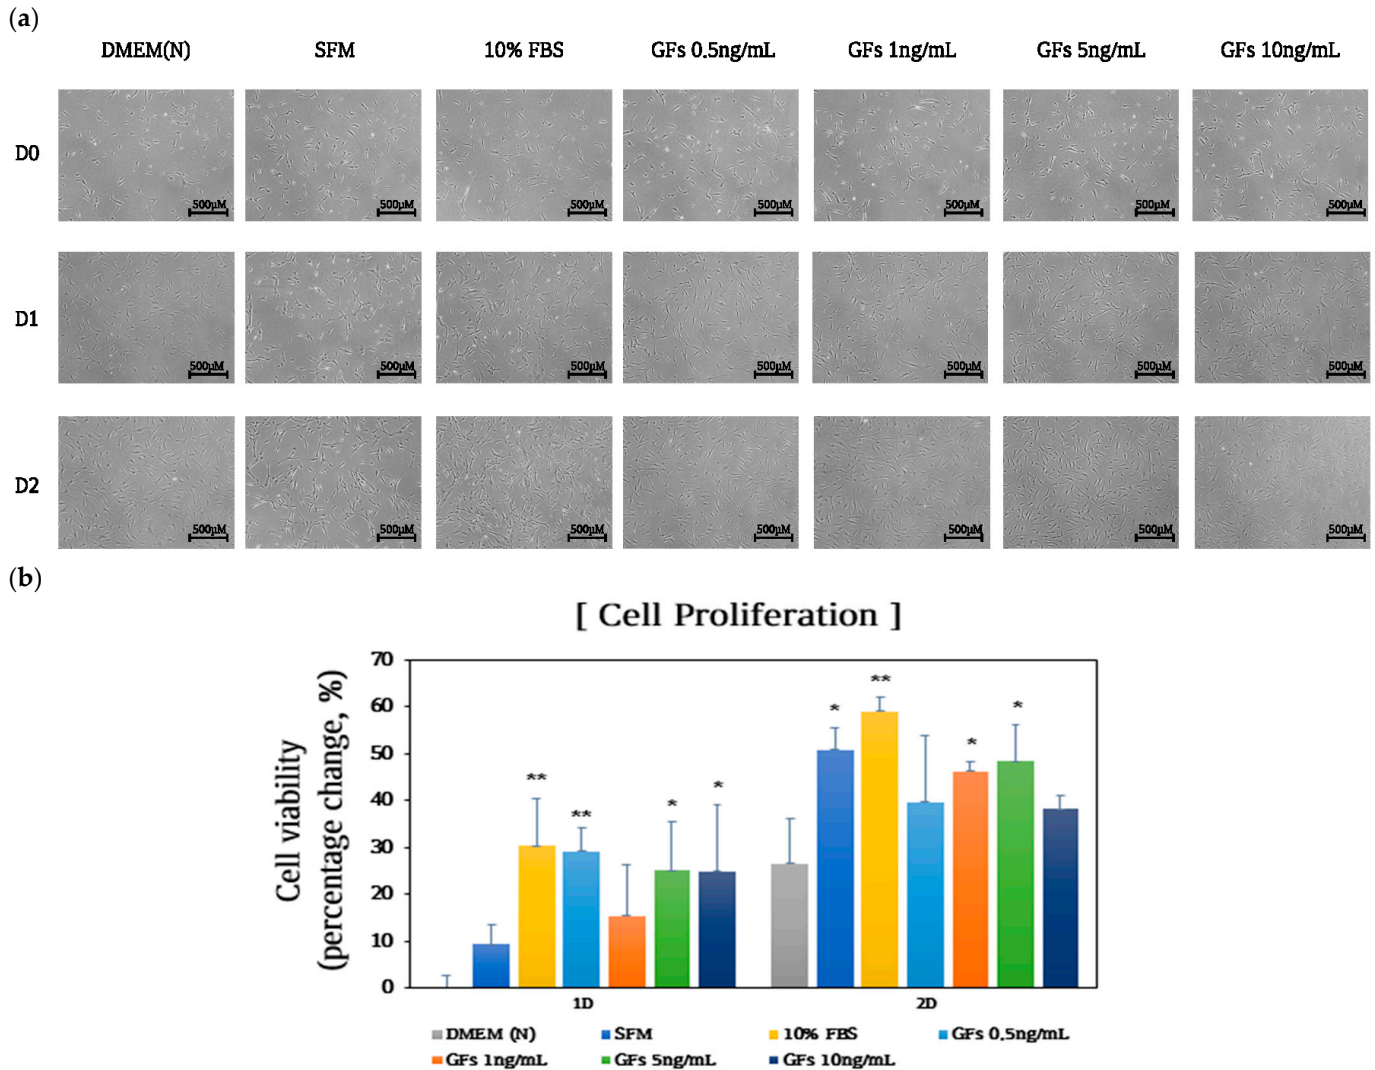 (a)
DMEM(N) SFM 10% FBS GFs 0.5ng/mL GFs 1ng/mL GFs 5ng/mL GFs 10ng/mL
D0
500μM 500μM 500μM 500μM 500μM 500μM 500μM
D1
500μM 500μM 500μM 500μM 500μM 500μM 500μM
D2
500μM 500μM 500μM 500μM 500μM 500μM 500μM
(b)
[ Cell Proliferation ]
Cell viability
(percentage change, %)
70
60
50
40
30
20
10
0
** ** * * * ** * *
1D 2D
DMEM (N) SFM 10% FBS GFs 0.5ng/mL
GFs 1ng/mL GFs 5ng/mL GFs 10ng/mL